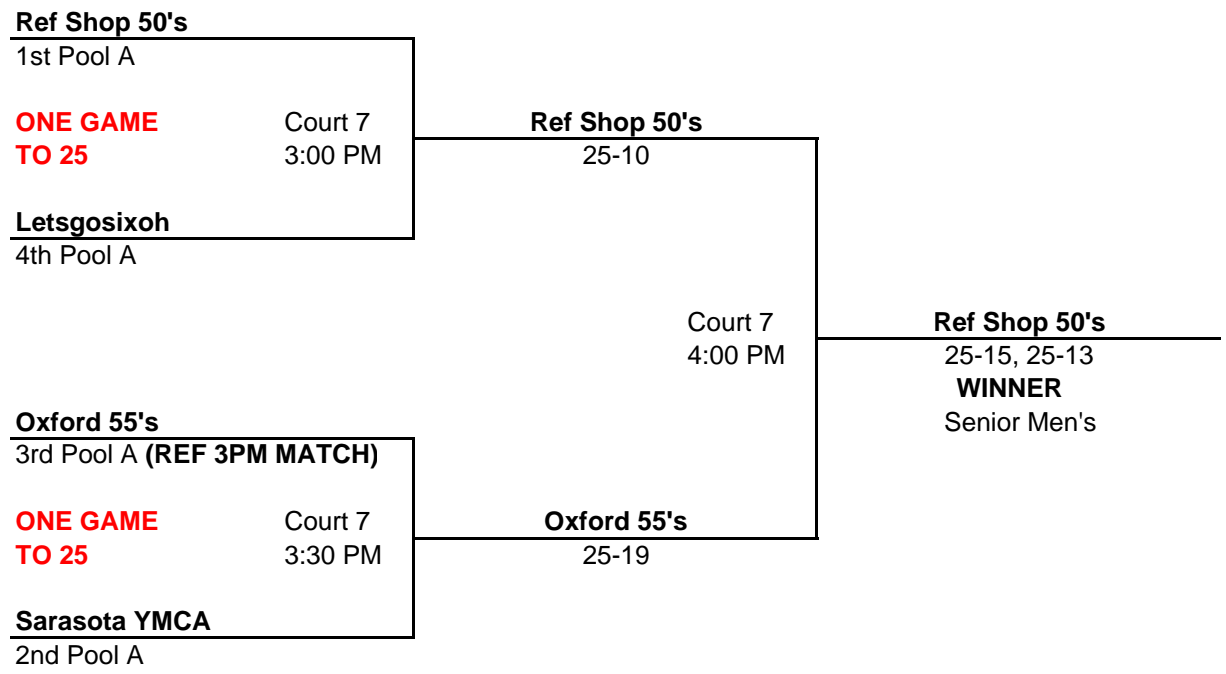 Ref Shop 50's
1st Pool A
ONE GAME Court 7 Ref Shop 50's
TO 25 3:00 PM 25-10
Letsgosixoh
4th Pool A
Court 7 Ref Shop 50's
4:00 PM 25-15, 25-13
WINNER
Oxford 55's Senior Men's
3rd Pool A (REF 3PM MATCH)
ONE GAME Court 7 Oxford 55's
TO 25 3:30 PM 25-19
Sarasota YMCA
2nd Pool A